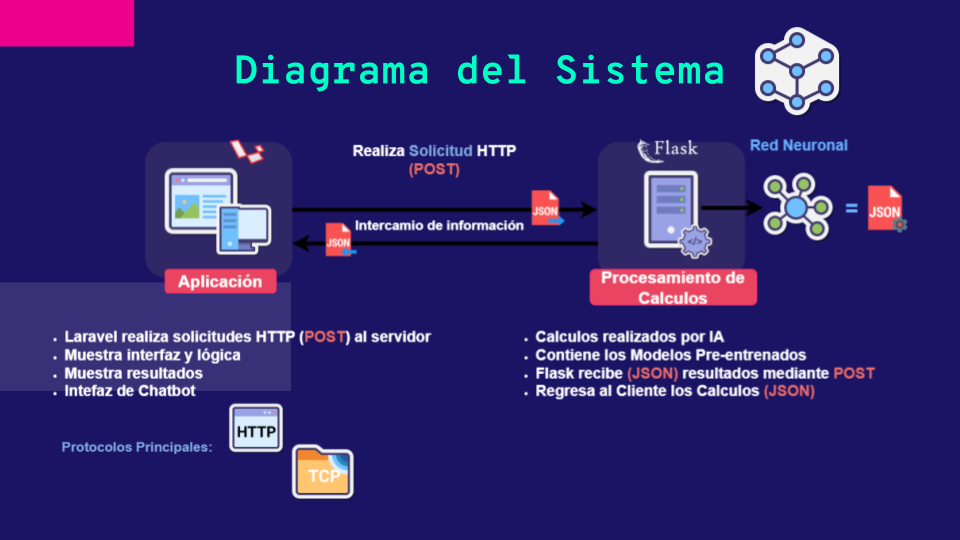 Diagrama del Sistema
Realiza Solicitud HTTP
(POST)
Flask
Red Neuronal
JSON
Intercamio de información
JSON
= JSON
Aplicación
Procesamiento de
Calculos
• Laravel realiza solicitudes HTTP (POST) al servidor
• Muestra interfaz y lógica
• Muestra resultados
• Intefaz de Chatbot
• Calculos realizados por IA
• Contiene los Modelos Pre-entrenados
• Flask recibe (JSON) resultados mediante POST
• Regresa al Cliente los Calculos (JSON)
Protocolos Principales:
HTTP
TCP